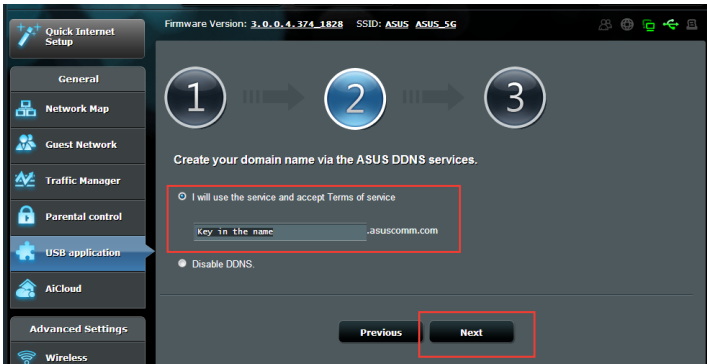 Quick Internet
Setup
Firmware Version: 3.0.0.4.374_1828 SSID: ASUS ASUS_5G
General
Network Map
Guest Network
Traffic Manager
Parental control
USB application
AiCloud
Advanced Settings
Wireless
1 2 3
Create your domain name via the ASUS DDNS services.
I will use the service and accept Terms of service
Key in the name .asuscomm.com
Disable DDNS.
Previous Next